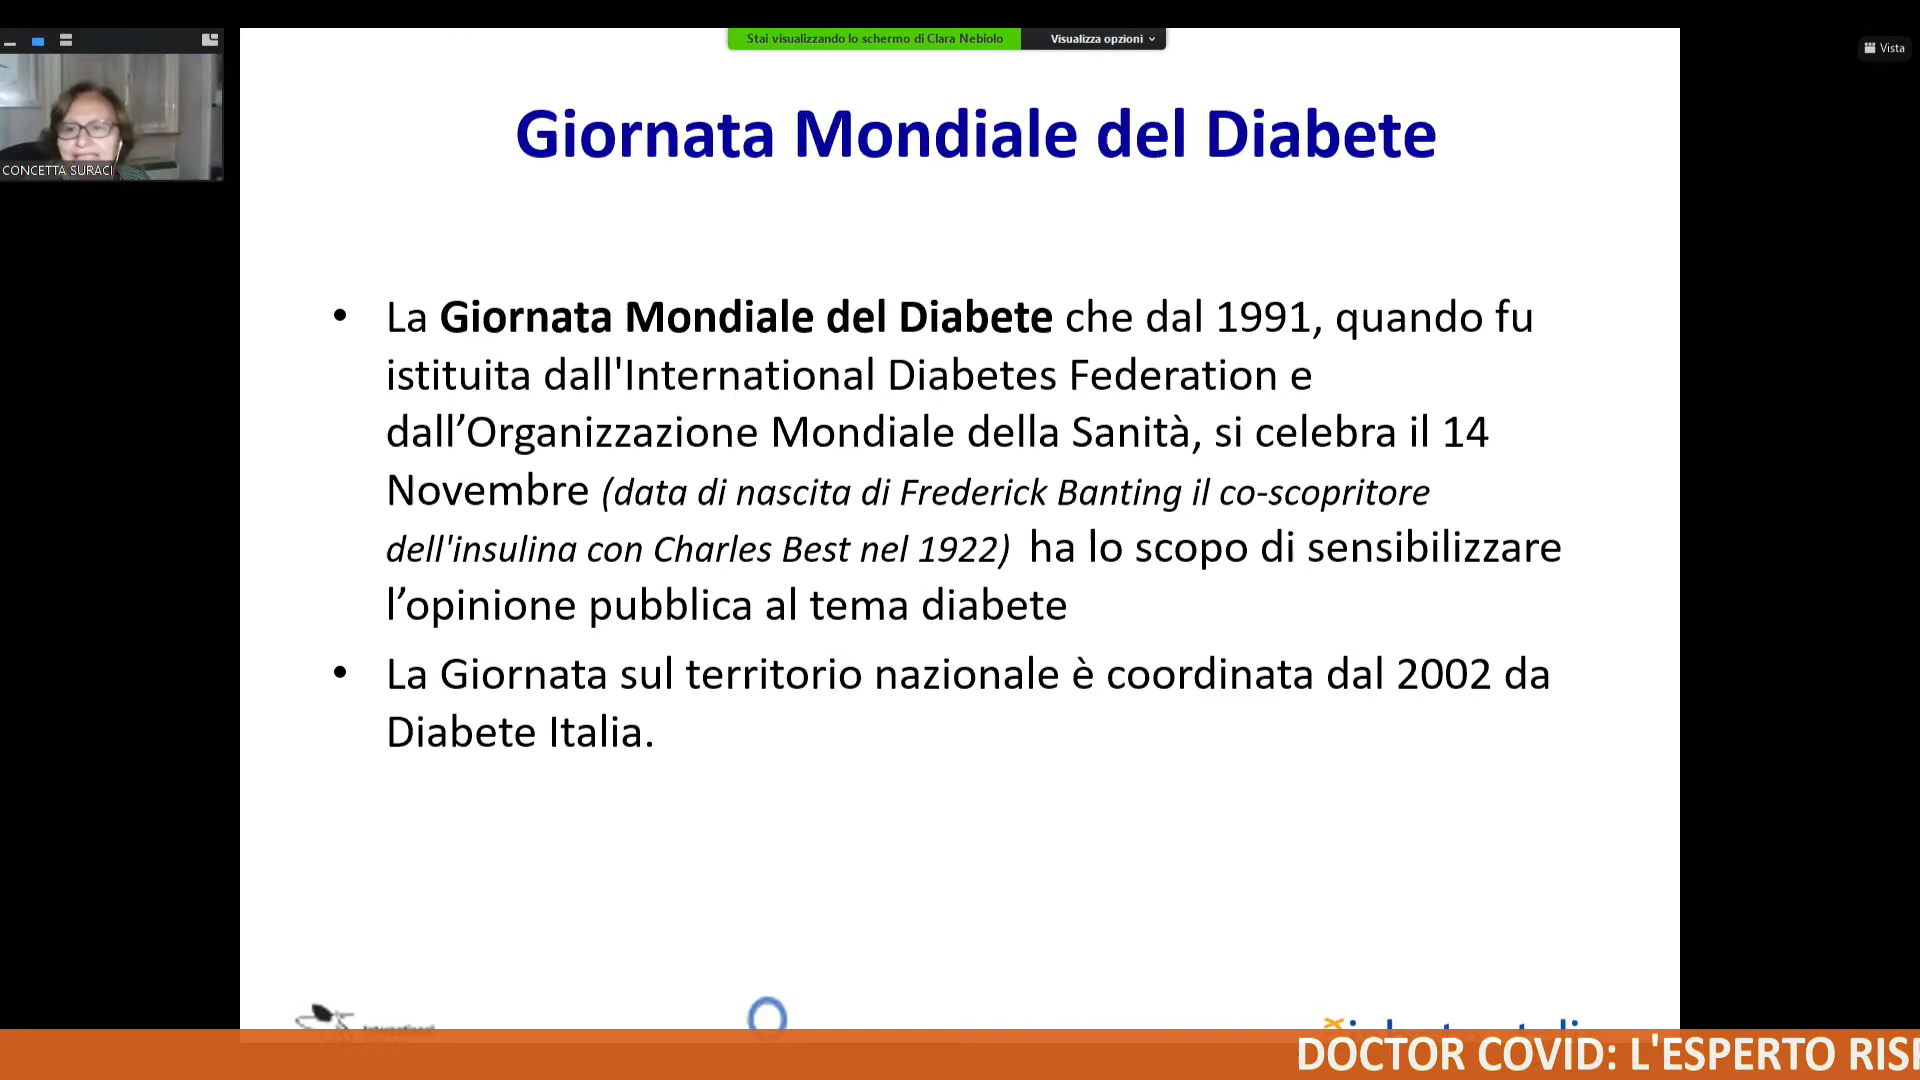 Stai visualizzando lo schermo di Clara Nebiolo
Visualizza opzioni
Vista
CONCETTA SURACI
Giornata Mondiale del Diabete
• La Giornata Mondiale del Diabete che dal 1991, quando fu
istituita dall'International Diabetes Federation e
dall’Organizzazione Mondiale della Sanità, si celebra il 14
Novembre (data di nascita di Frederick Banting il co-scopritore
dell'insulina con Charles Best nel 1922) ha lo scopo di sensibilizzare
l’opinione pubblica al tema diabete
• La Giornata sul territorio nazionale è coordinata dal 2002 da
Diabete Italia.
DOCTOR COVID: L'ESPERTO RISP